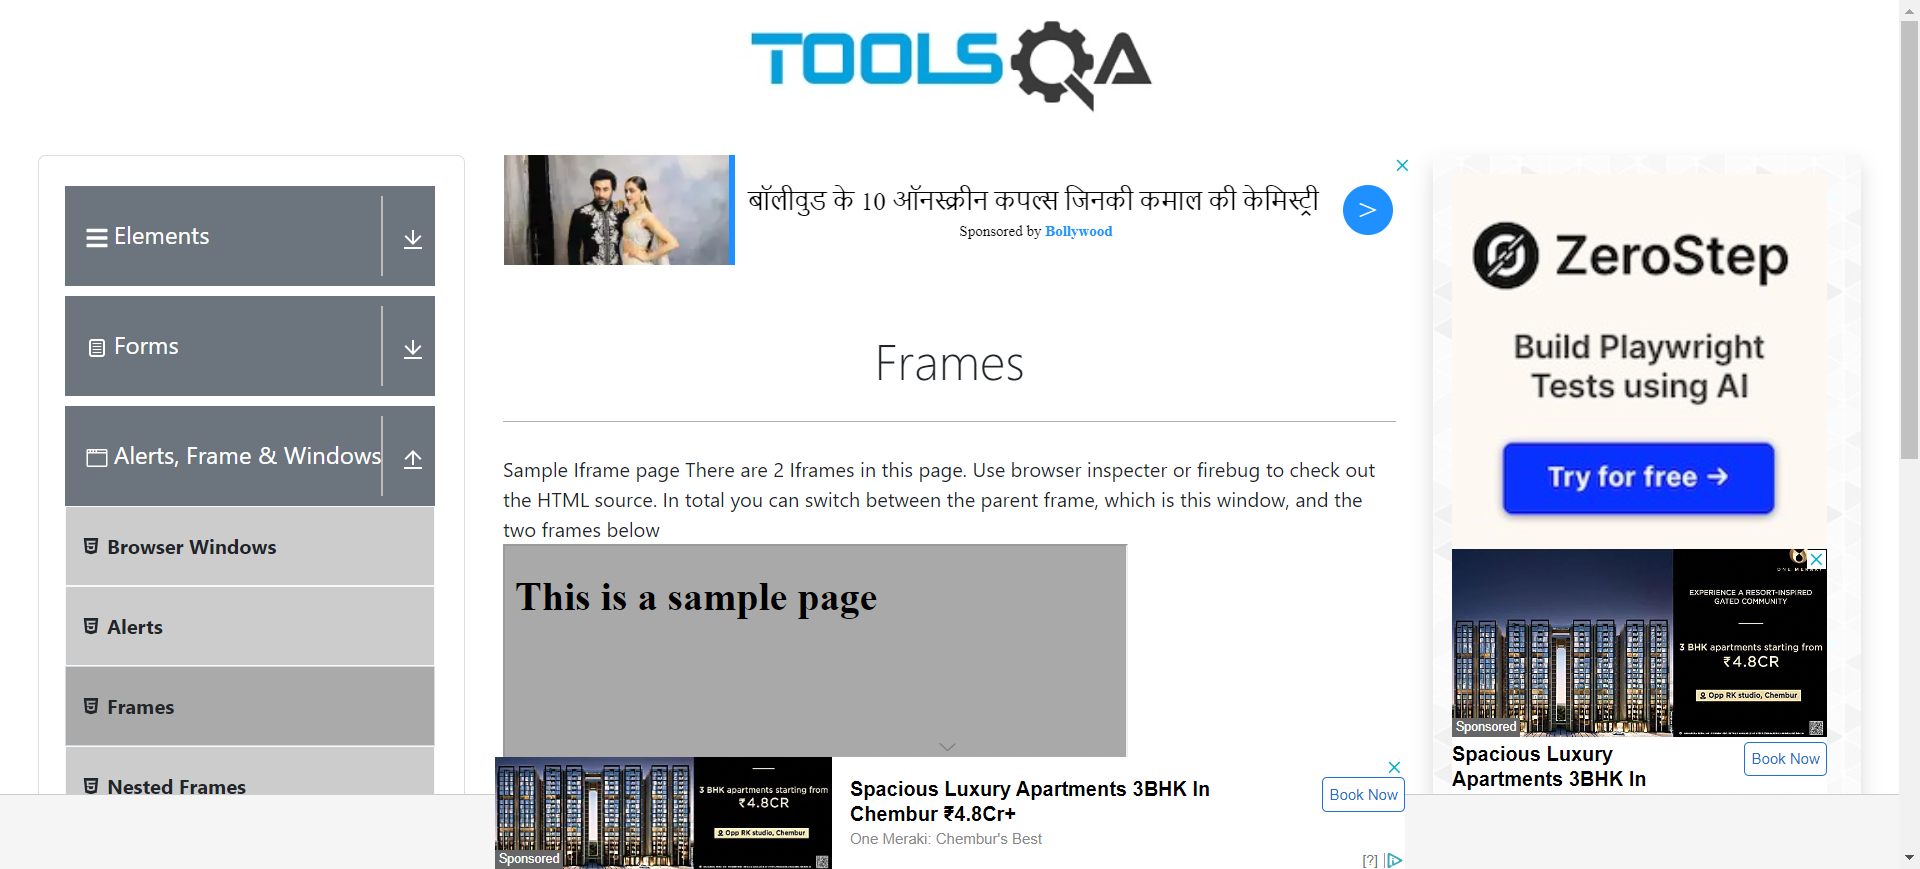 TOOLSQA
Elements
Forms
Alerts, Frame & Windows
Browser Windows
Alerts
Frames
Nested Frames
बॉलीवुड के 10 ऑनस्क्रीन कपल्स जिनकी कमाल की केमिस्ट्री
Sponsored by Bollywood
>
Frames
Sample Iframe page There are 2 Iframes in this page. Use browser inspecter or firebug to check out
the HTML source. In total you can switch between the parent frame, which is this window, and the
two frames below
This is a sample page
3 BHK apartments starting from
₹4.8CR
Opp RK studio, Chembur
Sponsored
Spacious Luxury Apartments 3BHK In
Chembur ₹4.8Cr+
One Meraki: Chembur's Best
Book Now
[?]
ZeroStep
Build Playwright
Tests using AI
Try for free →
ONE MERAKI
EXPERIENCE A RESORT-INSPIRED
GATED COMMUNITY
3 BHK apartments starting from
₹4.8CR
Opp RK studio, Chembur
Sponsored
Spacious Luxury
Apartments 3BHK In
Book Now